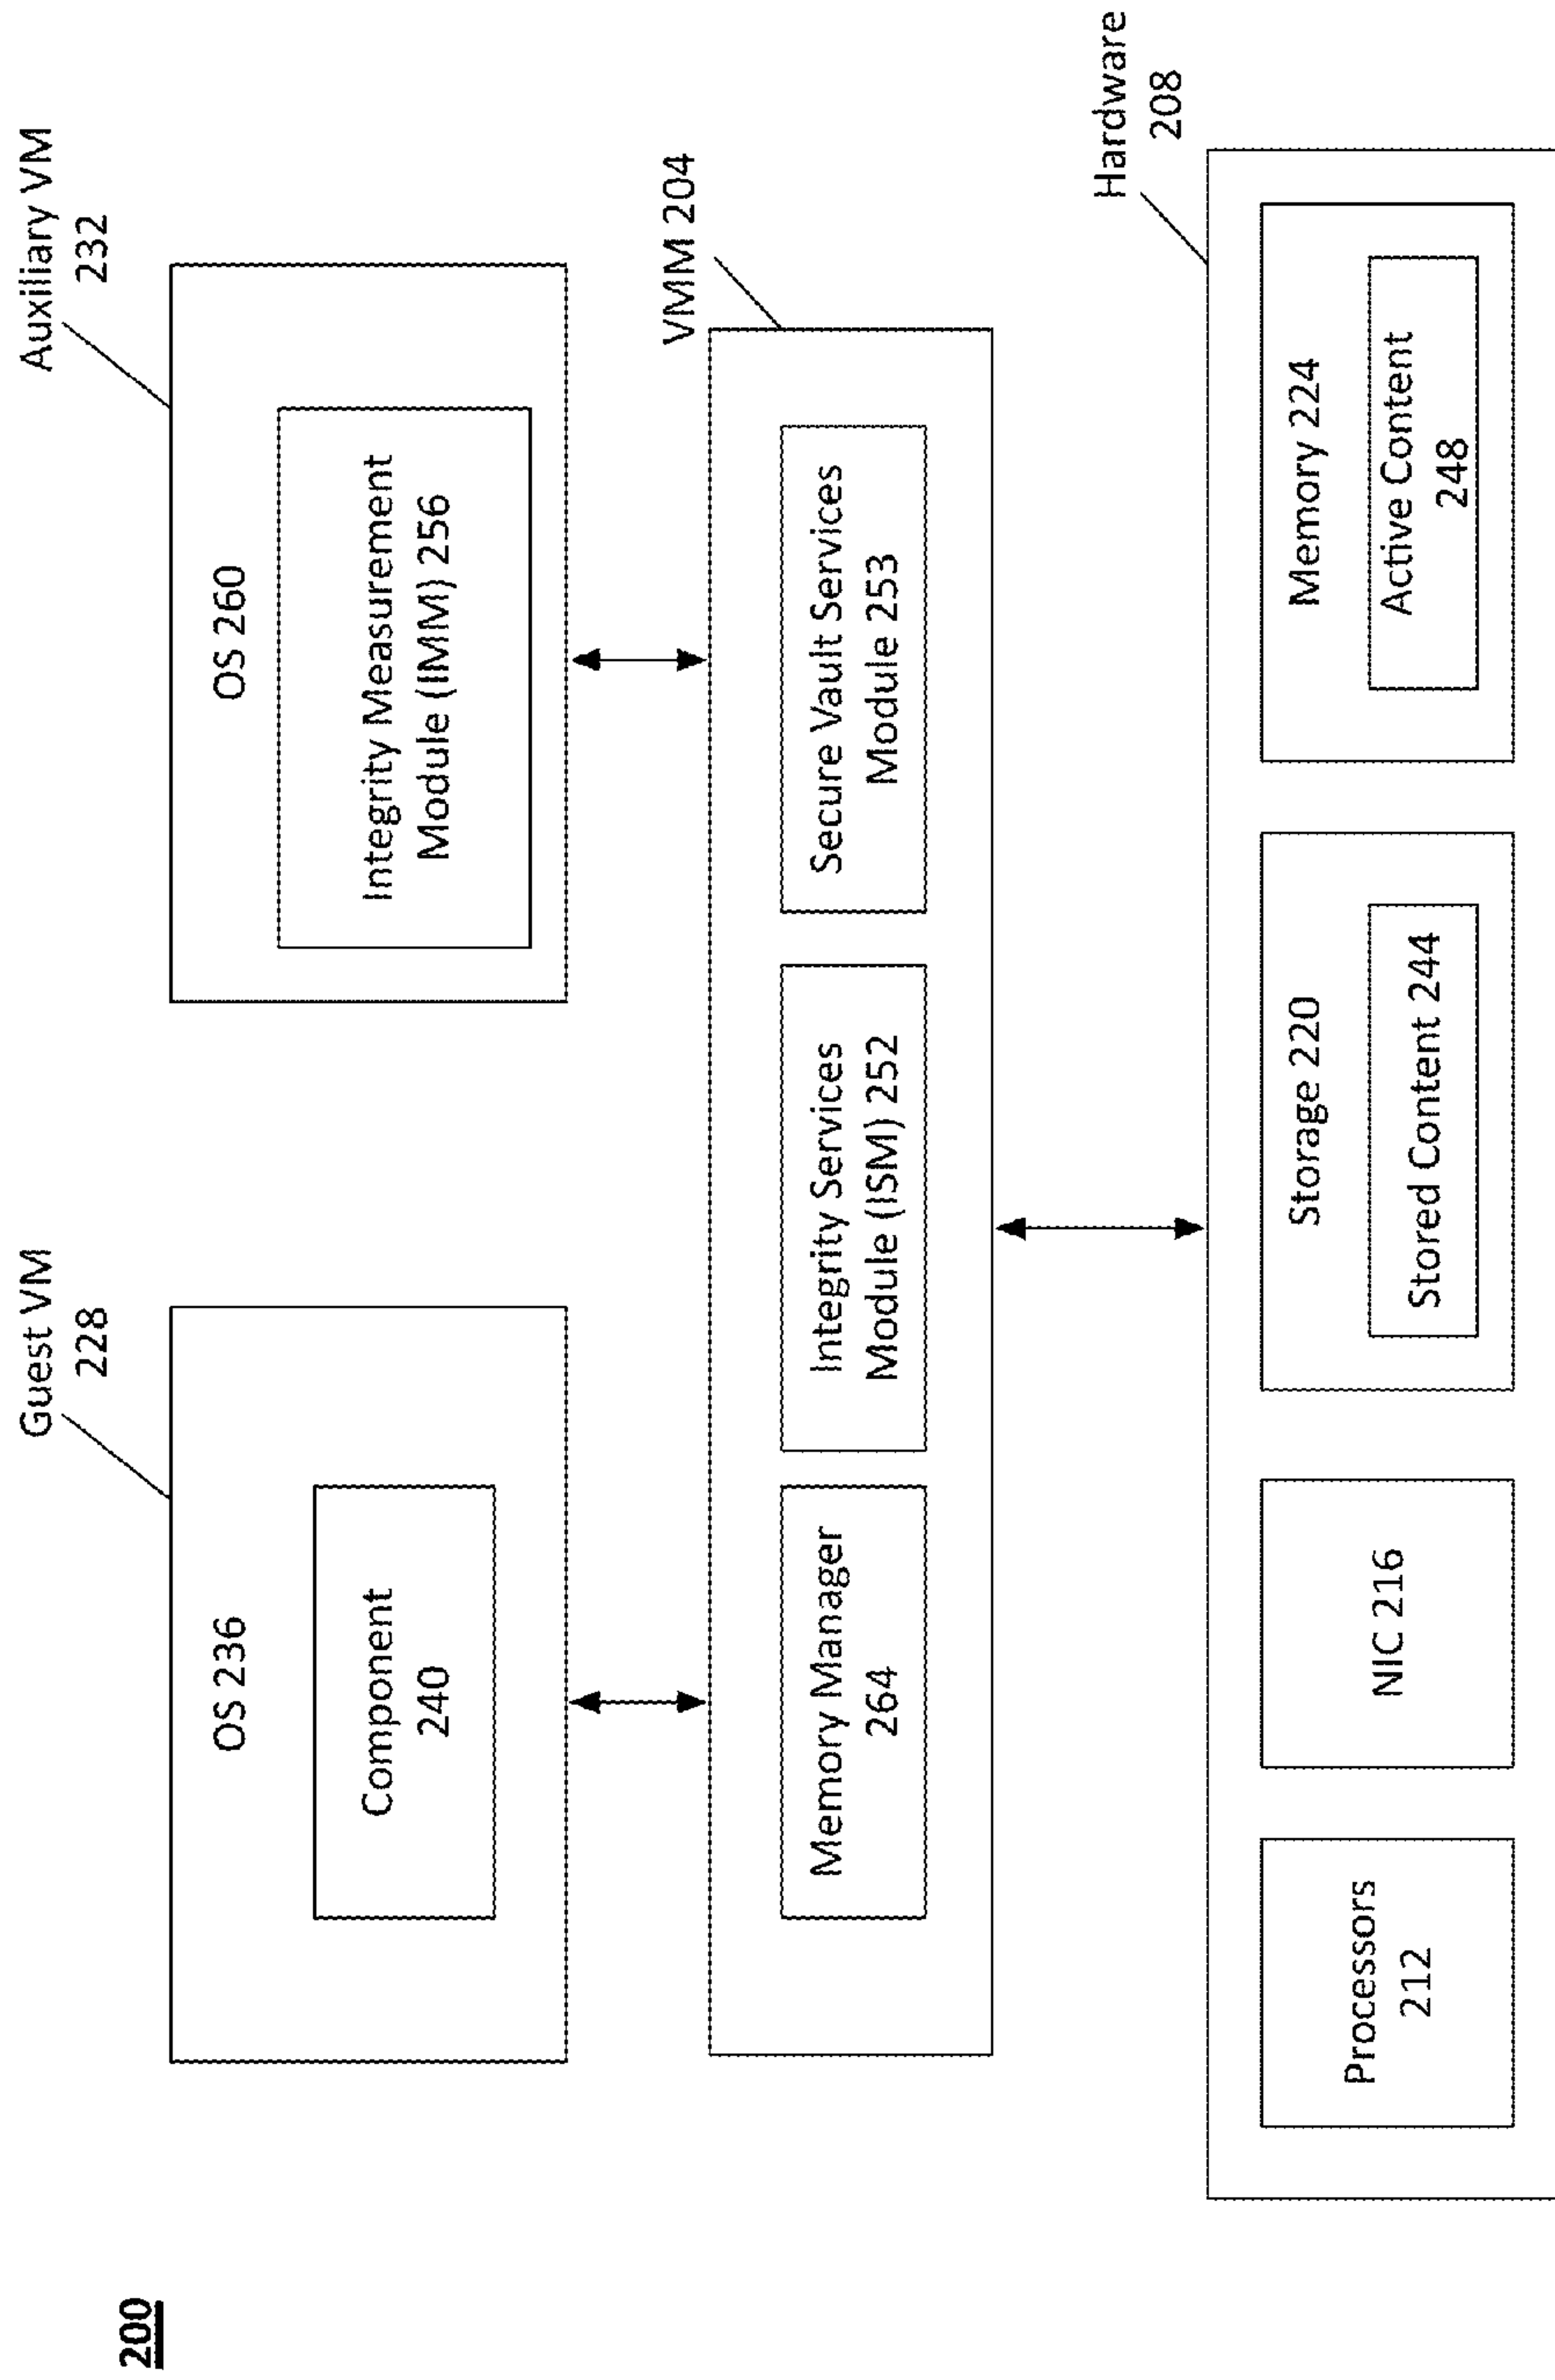 200
Guest VM
228
Auxiliary VM
232
OS 236
Component
240
OS 260
Integrity Measurement
Module (IMM) 256
VMM 204
Memory Manager
264
Integrity Services
Module (ISM) 252
Secure Vault Services
Module 253
Hardware
208
Processors
212
NIC 216
Storage 220
Stored Content 244
Memory 224
Active Content
248